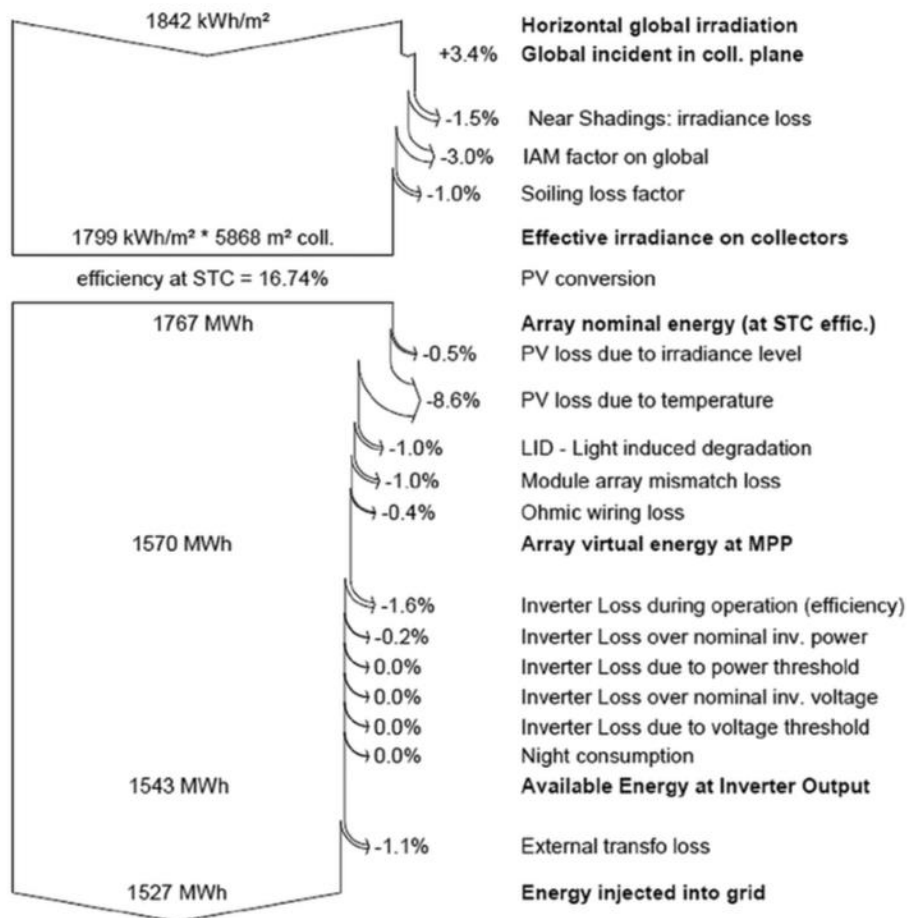 1842 kWh/m² Horizontal global irradiation
+3.4% Global incident in coll. plane
-1.5% Near Shadings: irradiance loss
-3.0% IAM factor on global
-1.0% Soiling loss factor
1799 kWh/m² * 5868 m² coll. Effective irradiance on collectors
efficiency at STC = 16.74% PV conversion
1767 MWh Array nominal energy (at STC effic.)
-0.5% PV loss due to irradiance level
-8.6% PV loss due to temperature
-1.0% LID - Light induced degradation
-1.0% Module array mismatch loss
-0.4% Ohmic wiring loss
1570 MWh Array virtual energy at MPP
-1.6% Inverter Loss during operation (efficiency)
-0.2% Inverter Loss over nominal inv. power
0.0% Inverter Loss due to power threshold
0.0% Inverter Loss over nominal inv. voltage
0.0% Inverter Loss due to voltage threshold
0.0% Night consumption
1543 MWh Available Energy at Inverter Output
-1.1% External transfo loss
1527 MWh Energy injected into grid